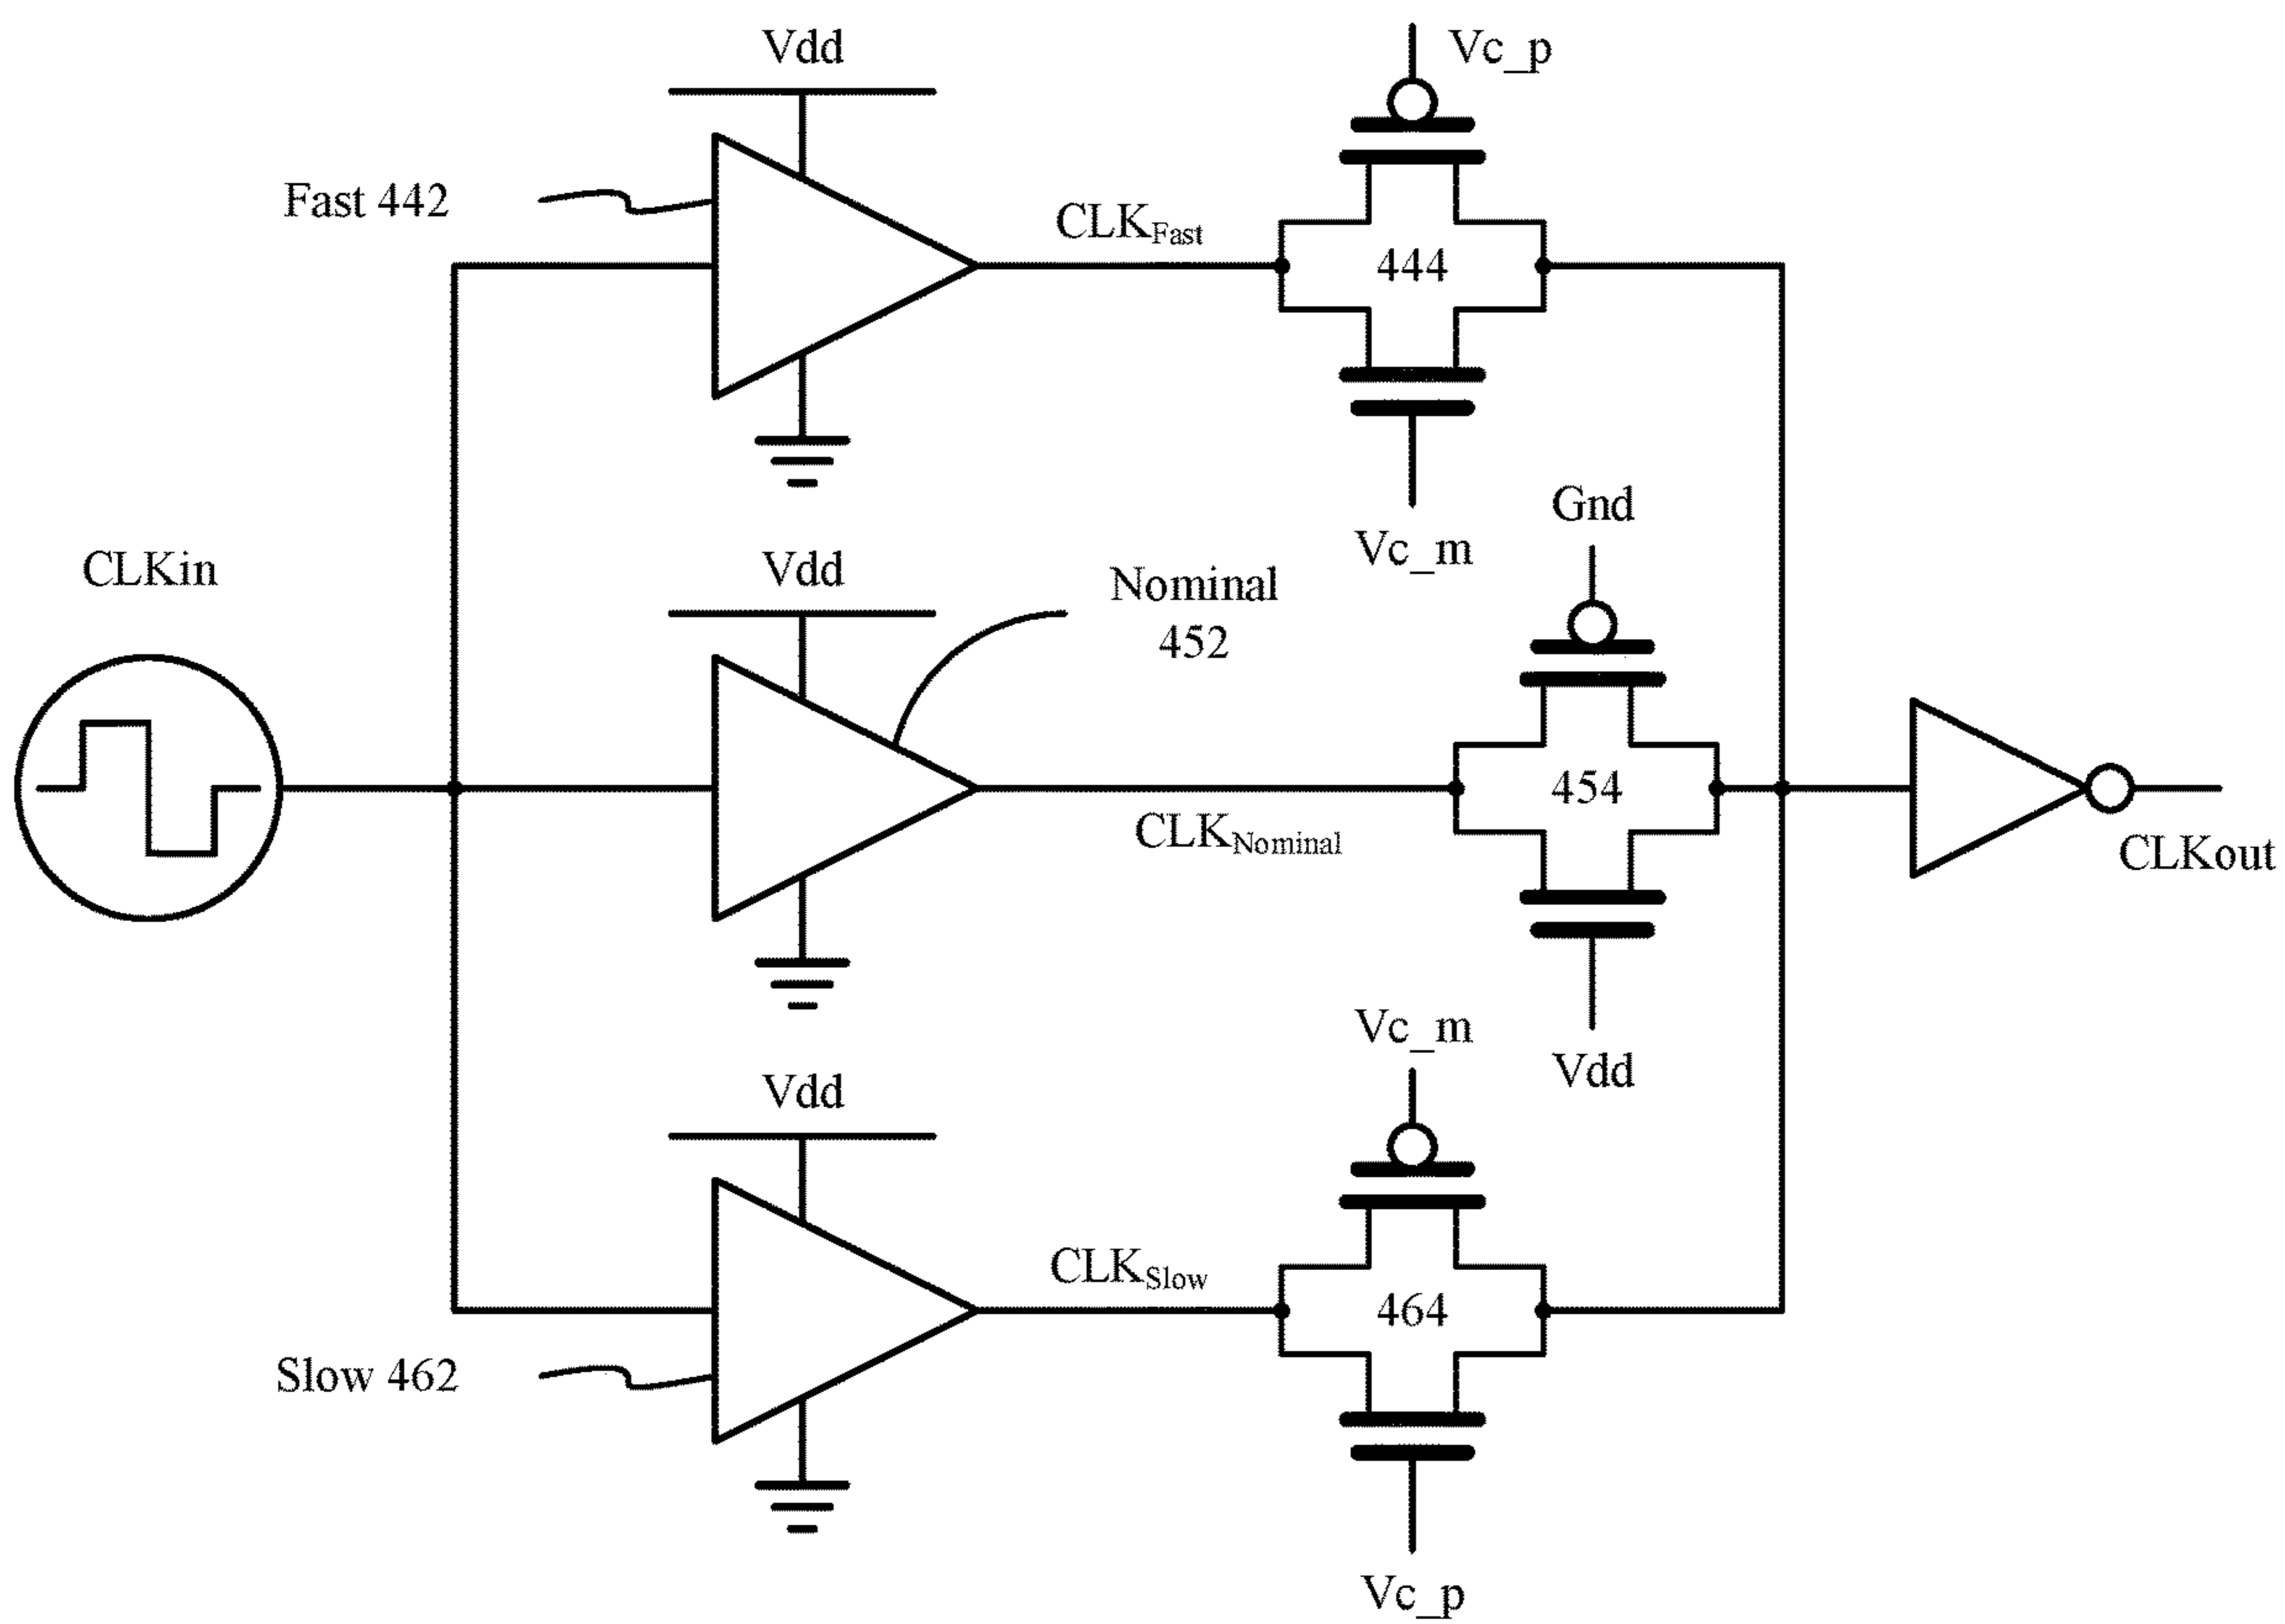 Vdd
Vc_p
Fast 442
CLKFast
444
Vc_m
Gnd
CLKin
Vdd
Nominal
452
454
CLKNominal
CLKout
Vc_m
Vdd
Vdd
CLKSlow
464
Slow 462
Vc_p